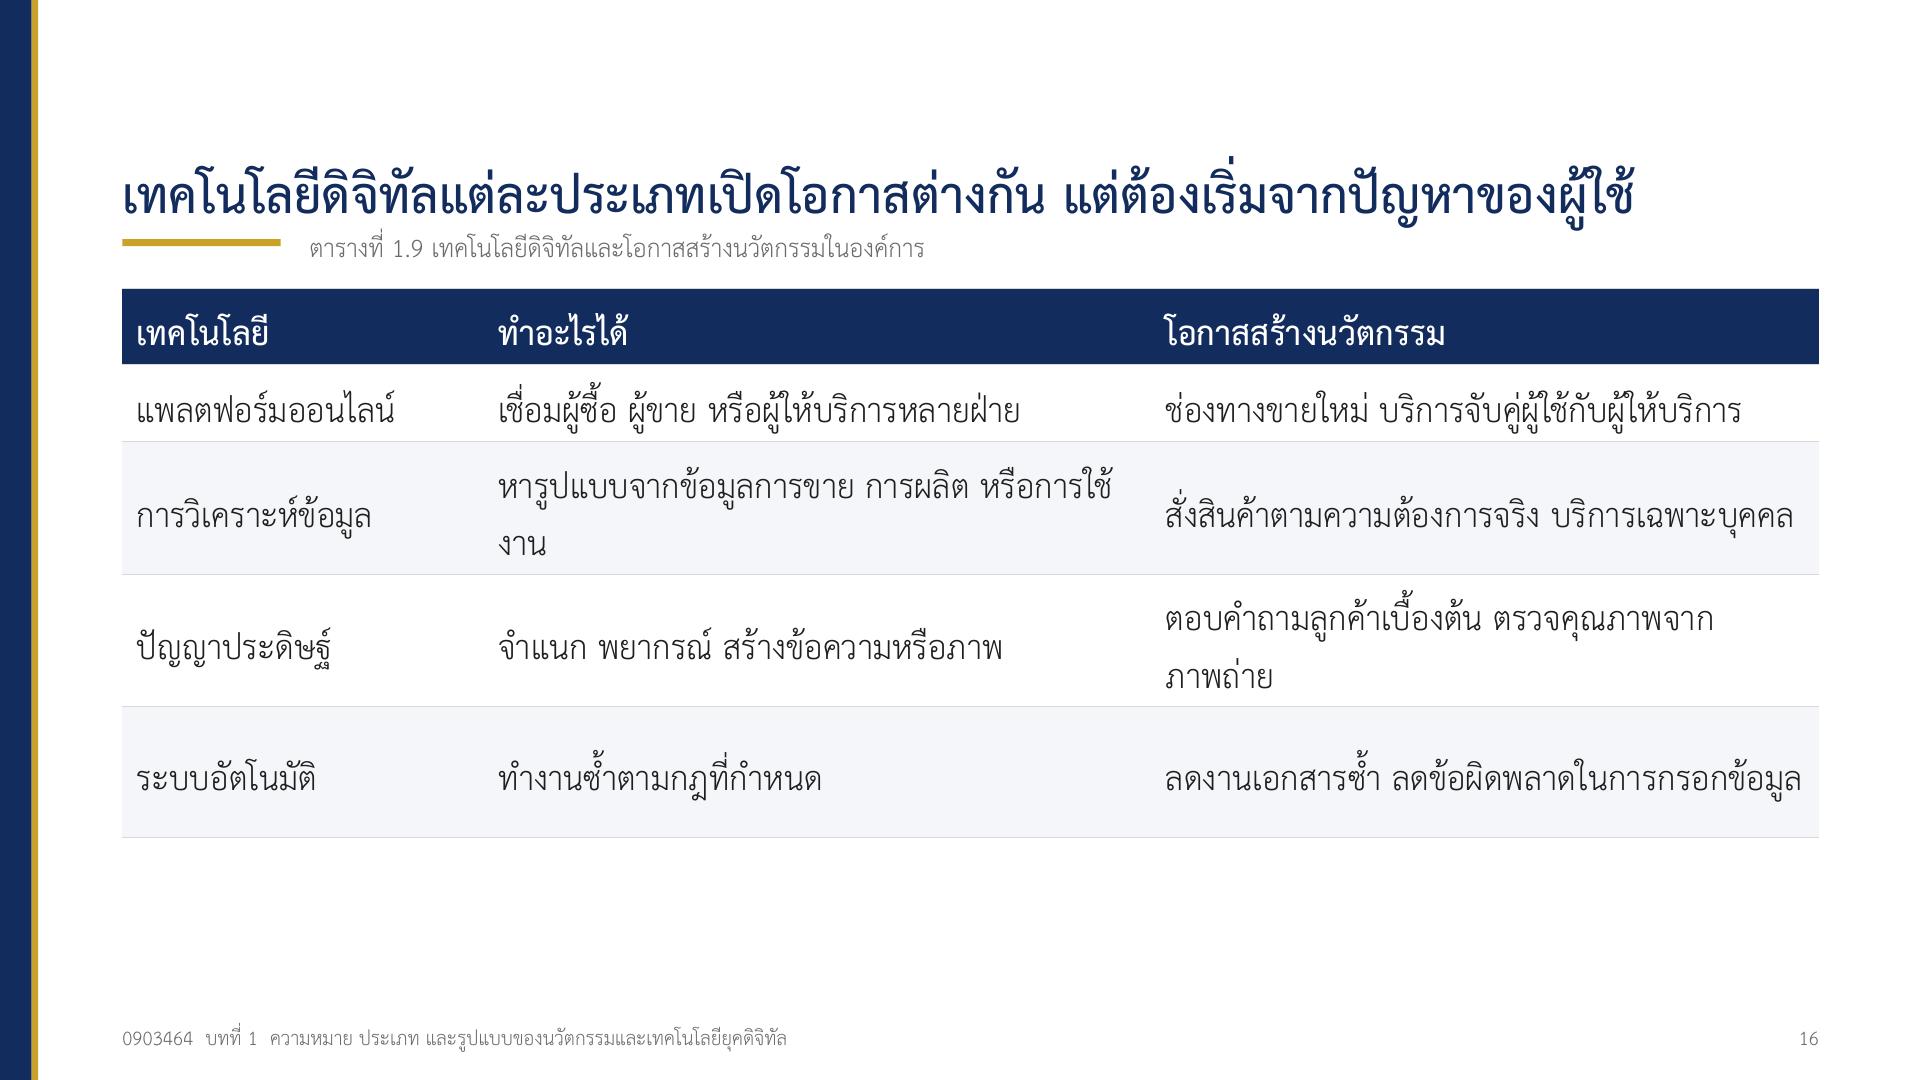 เทคโนโลยีดิจิทัลแต่ละประเภทเปิดโอกาสต่างกัน แต่ต้องเริ่มจากปัญหาของผู้ใช้
ตารางที่ 1.9 เทคโนโลยีดิจิทัลและโอกาสสร้างนวัตกรรมในองค์การ
เทคโนโลยี ทำอะไรได้ โอกาสสร้างนวัตกรรม
แพลตฟอร์มออนไลน์ เชื่อมผู้ซื้อ ผู้ขาย หรือผู้ให้บริการหลายฝ่าย ช่องทางขายใหม่ บริการจับคู่ผู้ใช้กับผู้ให้บริการ
การวิเคราะห์ข้อมูล
หารูปแบบจากข้อมูลการขาย การผลิต หรือการใช้
งาน
สั่งสินค้าตามความต้องการจริง บริการเฉพาะบุคคล
ปัญญาประดิษฐ์ จำแนก พยากรณ์ สร้างข้อความหรือภาพ
ตอบคำถามลูกค้าเบื้องต้น ตรวจคุณภาพจาก
ภาพถ่าย
ระบบอัตโนมัติ ทำงานซ้ำตามกฎที่กำหนด ลดงานเอกสารซ้ำ ลดข้อผิดพลาดในการกรอกข้อมูล
0903464 บทที่ 1 ความหมาย ประเภท และรูปแบบของนวัตกรรมและเทคโนโลยียุคดิจิทัล 16